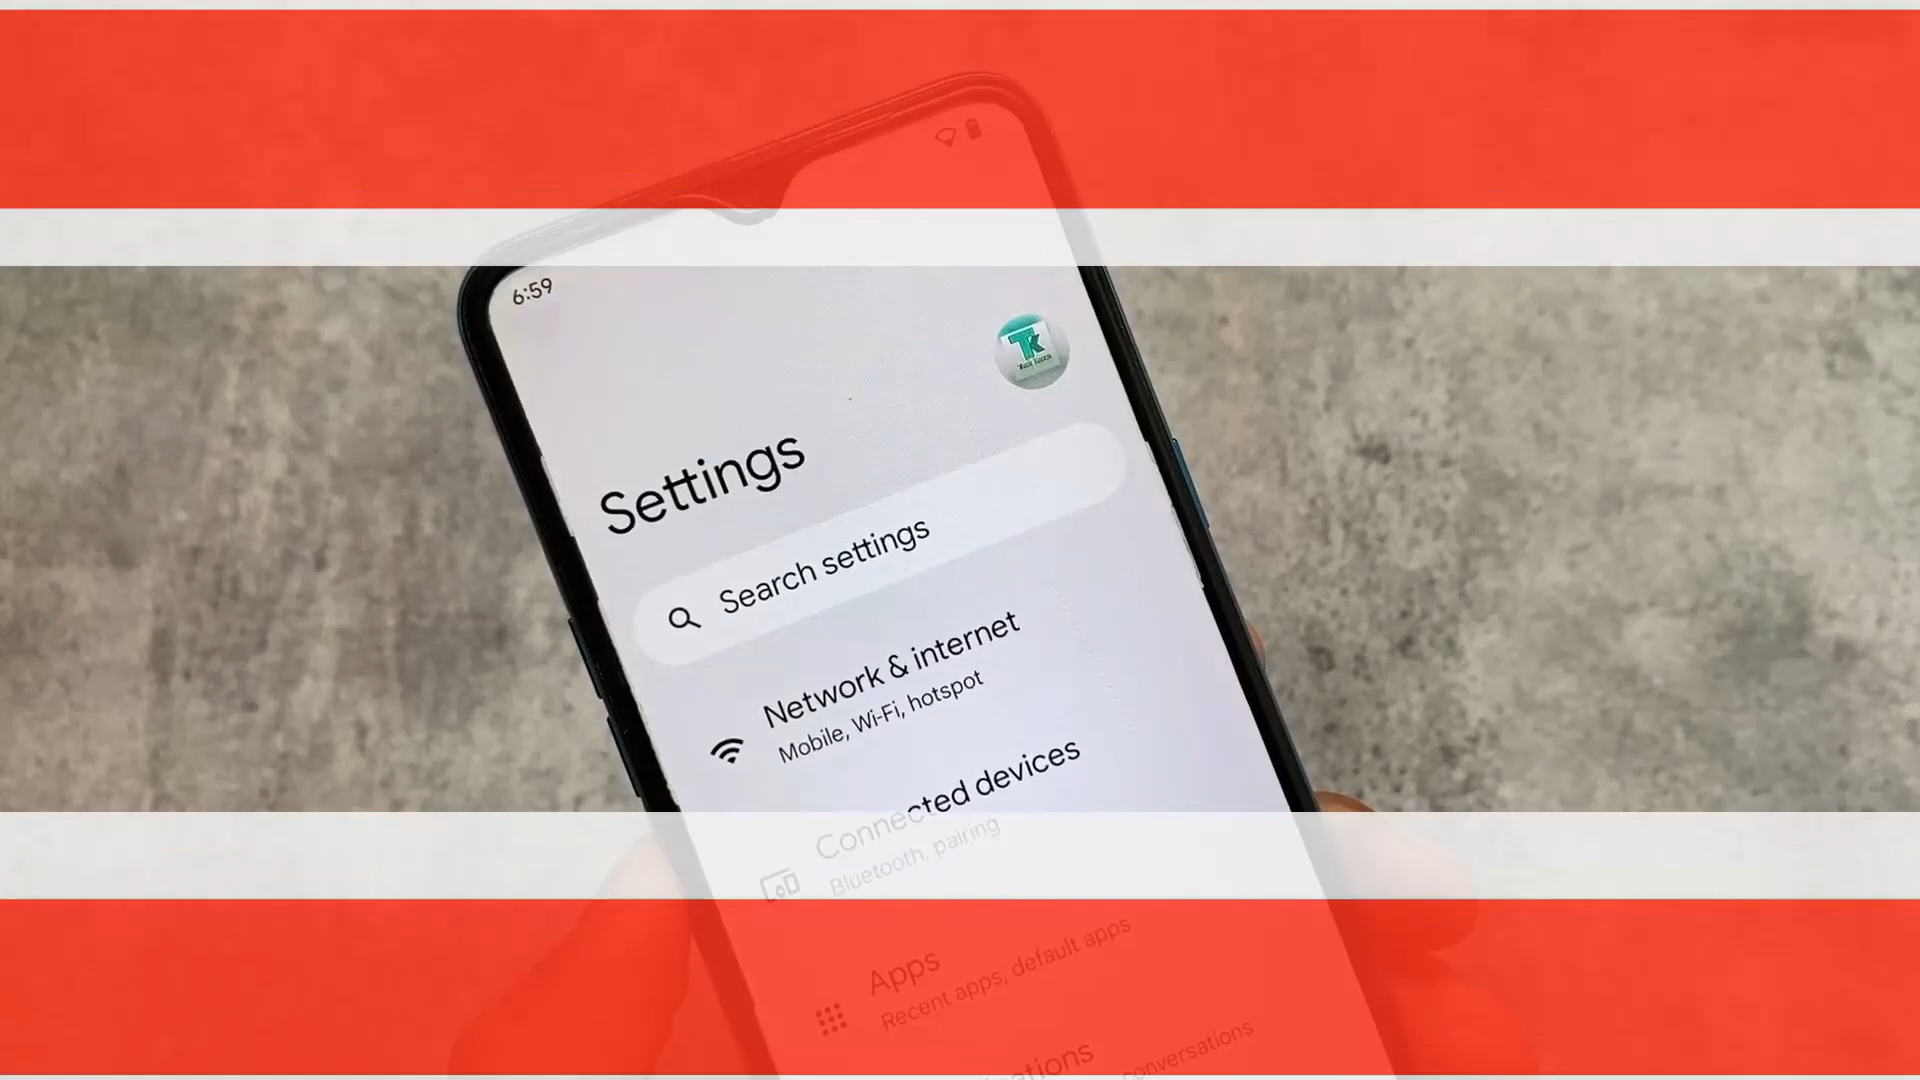 6:59
TK
Settings
Search settings
Network & internet
Mobile, Wi-Fi, hotspot
Connected devices
Bluetooth, pairing
Apps
Recent apps, default apps
conversations